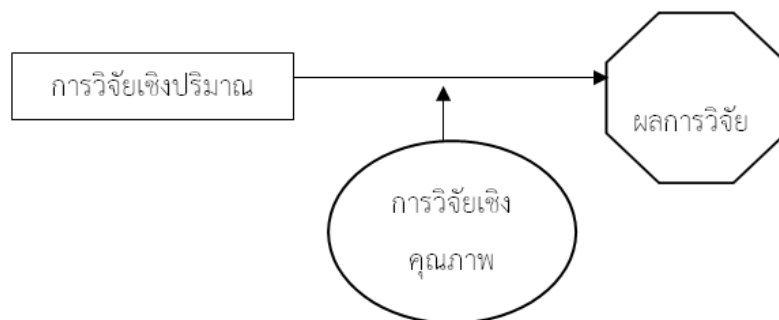 การวิจัยเชิงปริมาณ
ผลการวิจัย
การวิจัยเชิง
คุณภาพ